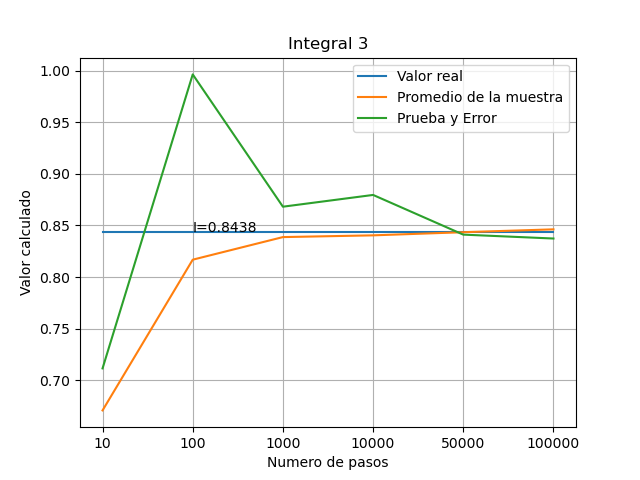 Integral 3
Valor real
Promedio de la muestra
Prueba y Error
1.00
0.95
0.90
0.85
0.80
0.75
0.70
I=0.8438
Valor calculado
10 100 1000 10000 50000 100000
Numero de pasos